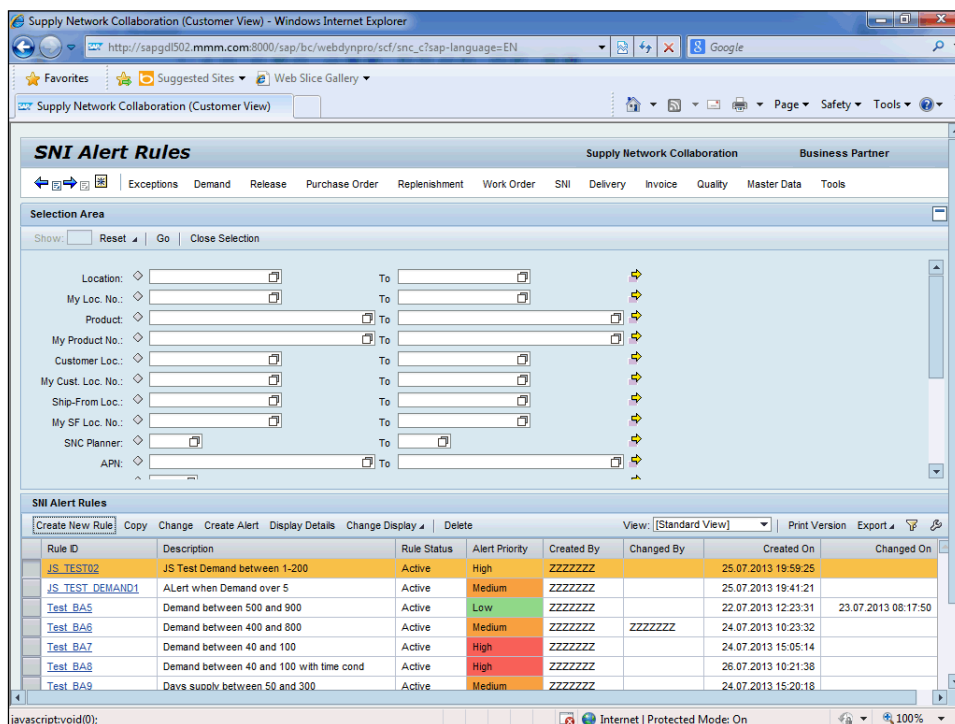 Supply Network Collaboration (Customer View) - Windows Internet Explorer
http://sapgdl502.mmm.com:8000/sap/bc/webdynpro/scf/snc_c?sap-language=EN
Google
Favorites Suggested Sites Web Slice Gallery
Supply Network Collaboration (Customer View) Page Safety Tools
SNI Alert Rules Supply Network Collaboration Business Partner
Exceptions Demand Release Purchase Order Replenishment Work Order SNI Delivery Invoice Quality Master Data Tools
Selection Area
Show: Reset Go Close Selection
Location: To
My Loc. No.: To
Product: To
My Product No.: To
Customer Loc.: To
My Cust. Loc. No.: To
Ship-From Loc.: To
My SF Loc. No.: To
SNC Planner: To
APN: To
SNI Alert Rules
Create New Rule Copy Change Create Alert Display Details Change Display Delete View: [Standard View] Print Version Export
Rule ID Description Rule Status Alert Priority Created By Changed By Created On Changed On
JS_TEST02 JS Test Demand between 1-200 Active High ZZZZZZZ 25.07.2013 19:59:25
JS_TEST_DEMAND1 ALert when Demand over 5 Active Medium ZZZZZZZ 25.07.2013 19:41:21
Test_BA5 Demand between 500 and 900 Active Low ZZZZZZZ 22.07.2013 12:23:31 23.07.2013 08:17:50
Test_BA6 Demand between 400 and 800 Active Medium ZZZZZZZ ZZZZZZZ 24.07.2013 10:23:32
Test_BA7 Demand between 40 and 100 Active High ZZZZZZZ 24.07.2013 15:05:14
Test_BA8 Demand between 40 and 100 with time cond Active High ZZZZZZZ 26.07.2013 10:21:38
Test_BA9 Days supply between 50 and 300 Active Medium ZZZZZZZ 24.07.2013 15:20:18
javascript:void(0); Internet | Protected Mode: On 100%